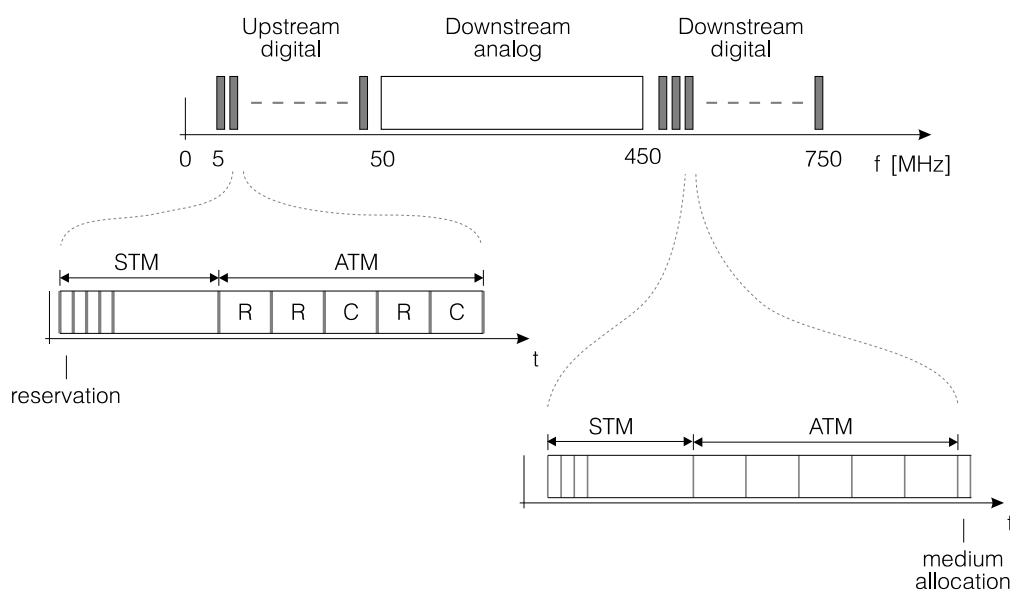 Upstream
digital
Downstream
analog
Downstream
digital
0 5 50 450 750 f [MHz]
STM ATM
R R C R C
t
reservation
STM ATM
t
medium
allocation